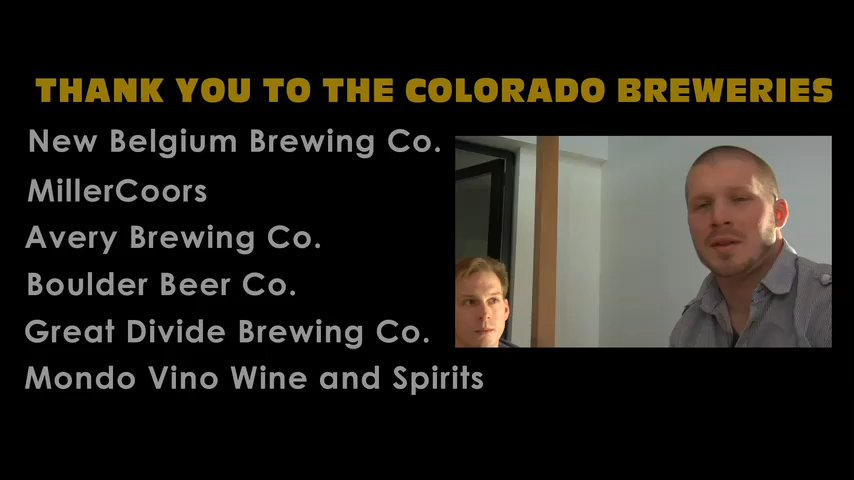 THANK YOU TO THE COLORADO BREWERIES
New Belgium Brewing Co.
MillerCoors
Avery Brewing Co.
Boulder Beer Co.
Great Divide Brewing Co.
Mondo Vino Wine and Spirits